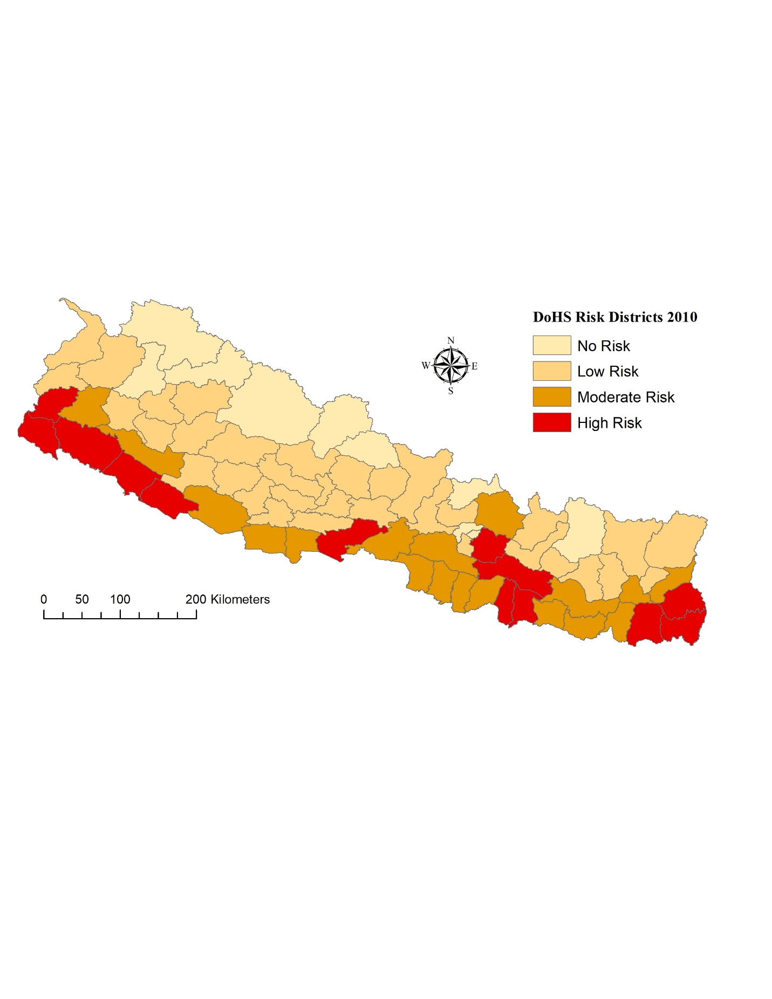 DoHS Risk Districts 2010
No Risk
Low Risk
Moderate Risk
High Risk
N
W E
S
0 50 100 200 Kilometers